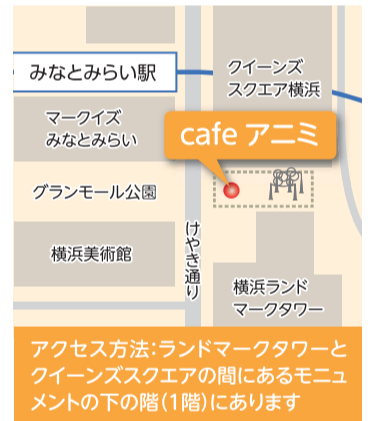 みなとみらい駅
クイーンズ
スクエア横浜
マークイズ
みなとみらい
cafe アニミ
グランモール公園
けやき通り
横浜美術館
横浜ランド
マークタワー
アクセス方法:ランドマークタワーと
クイーンズスクエアの間にあるモニュ
メントの下の階(1階)にあります